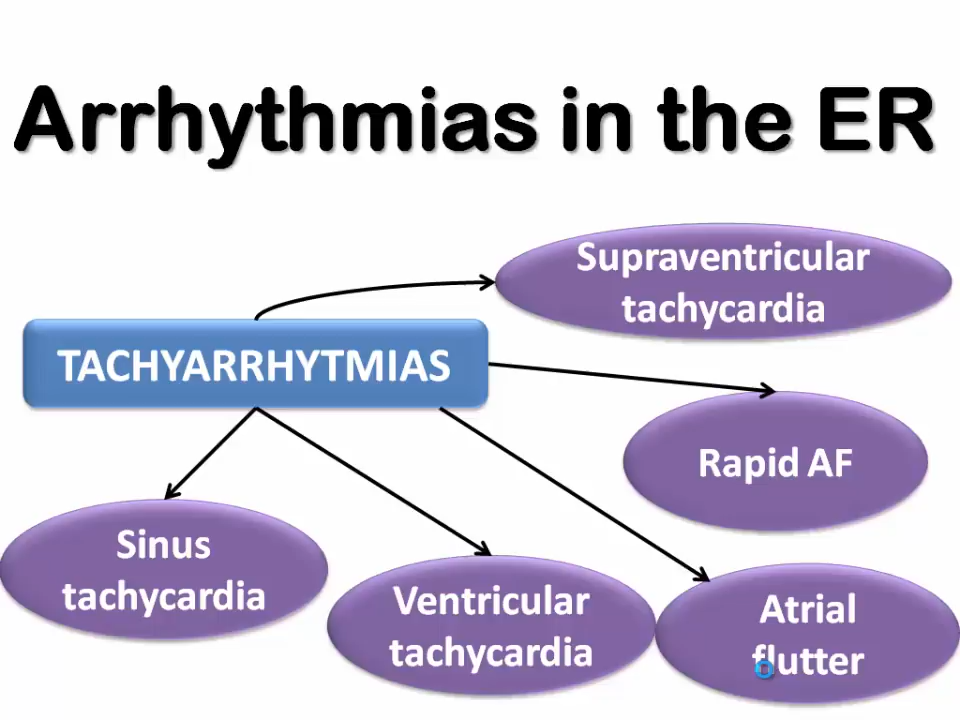 Arrhythmias in the ER
Supraventricular
tachycardia
TACHYARRHYTMIAS
Rapid AF
Sinus
tachycardia
Ventricular
tachycardia
Atrial
flutter